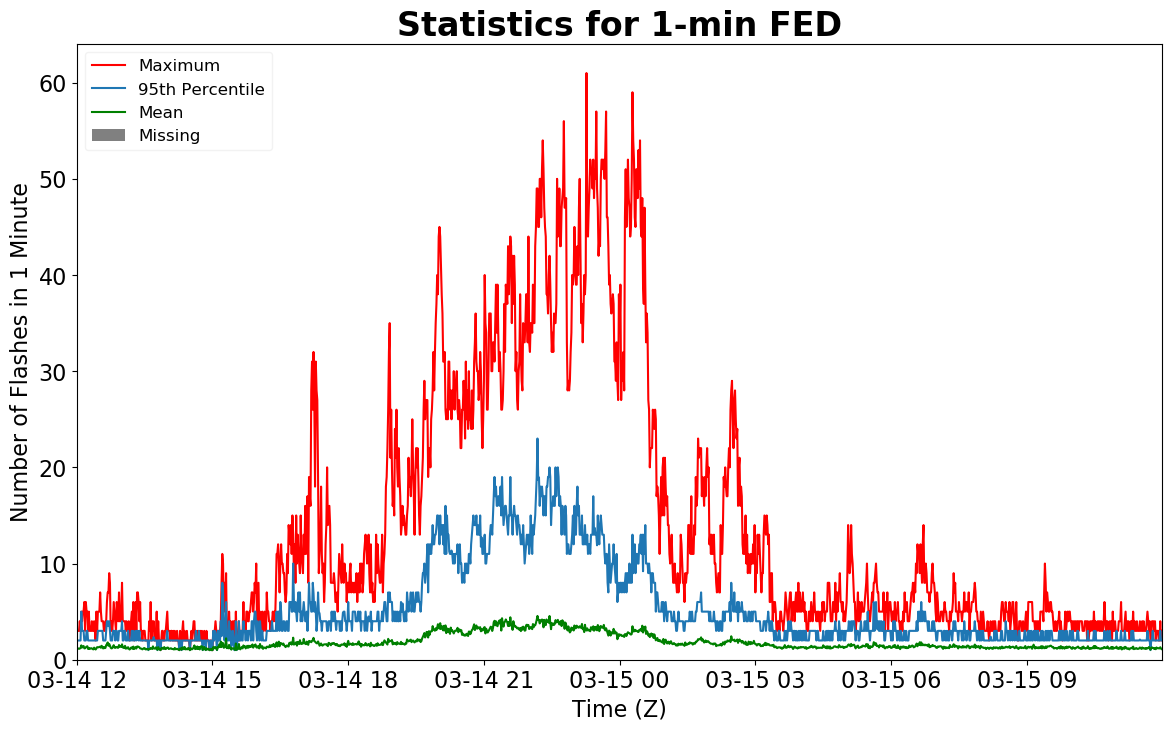 Statistics for 1-min FED
Maximum
95th Percentile
Mean
Missing
Number of Flashes in 1 Minute
60
50
40
30
20
10
0
03-14 12 03-14 15 03-14 18 03-14 21 03-15 00 03-15 03 03-15 06 03-15 09
Time (Z)